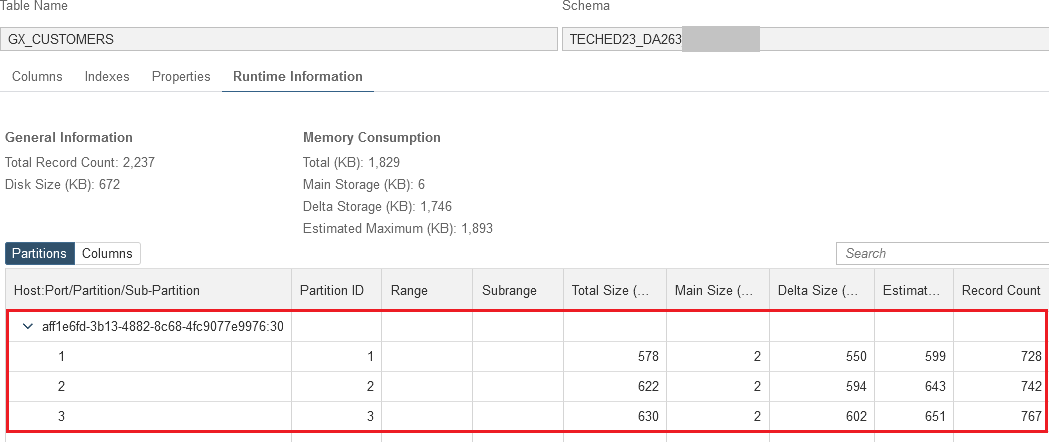 Table Name Schema
GX_CUSTOMERS TECHED23_DA263
Columns Indexes Properties Runtime Information
General Information Memory Consumption
Total Record Count: 2,237 Total (KB): 1,829
Disk Size (KB): 672 Main Storage (KB): 6
Delta Storage (KB): 1,746
Estimated Maximum (KB): 1,893
Partitions Columns Search
Host:Port/Partition/Sub-Partition Partition ID Range Subrange Total Size (... Main Size (... Delta Size (... Estimat... Record Count
aff1e6fd-3b13-4882-8c68-4fc9077e9976:30
1 1 578 2 550 599 728
2 2 622 2 594 643 742
3 3 630 2 602 651 767